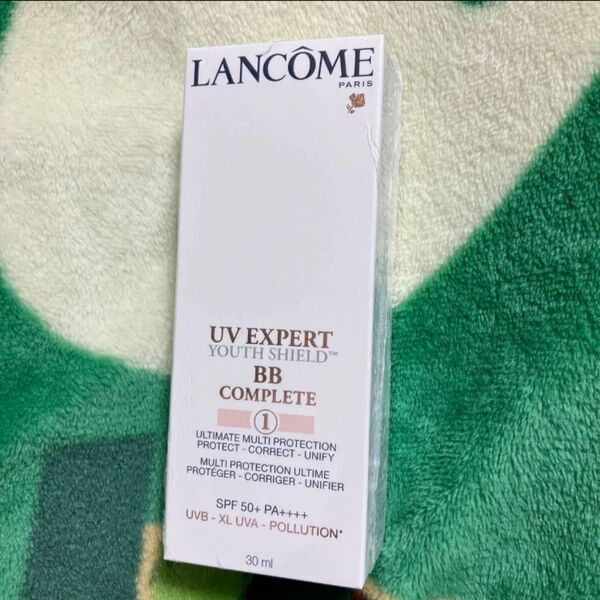 LANCÔME
PARIS
UV EXPERT
YOUTH SHIELD™
BB
COMPLETE
1
ULTIMATE MULTI PROTECTION
PROTECT - CORRECT - UNIFY
MULTI PROTECTION ULTIME
PROTÉGER - CORRIGER - UNIFIER
SPF 50+ PA++++
UVB - XL UVA - POLLUTION*
30 ml